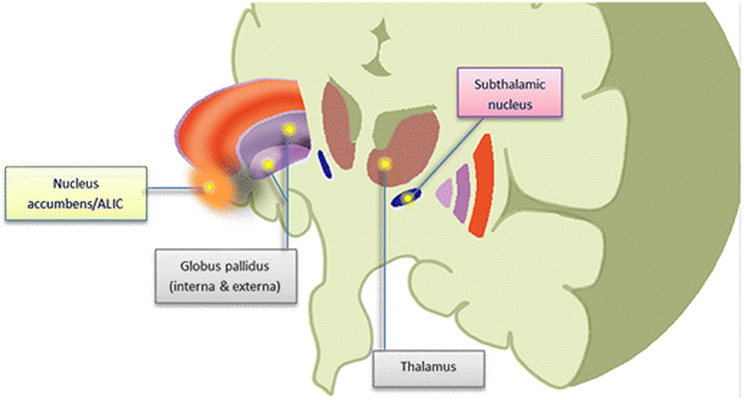 Subthalamic
nucleus
Nucleus
accumbens/ALIC
Globus pallidus
(interna & externa)
Thalamus